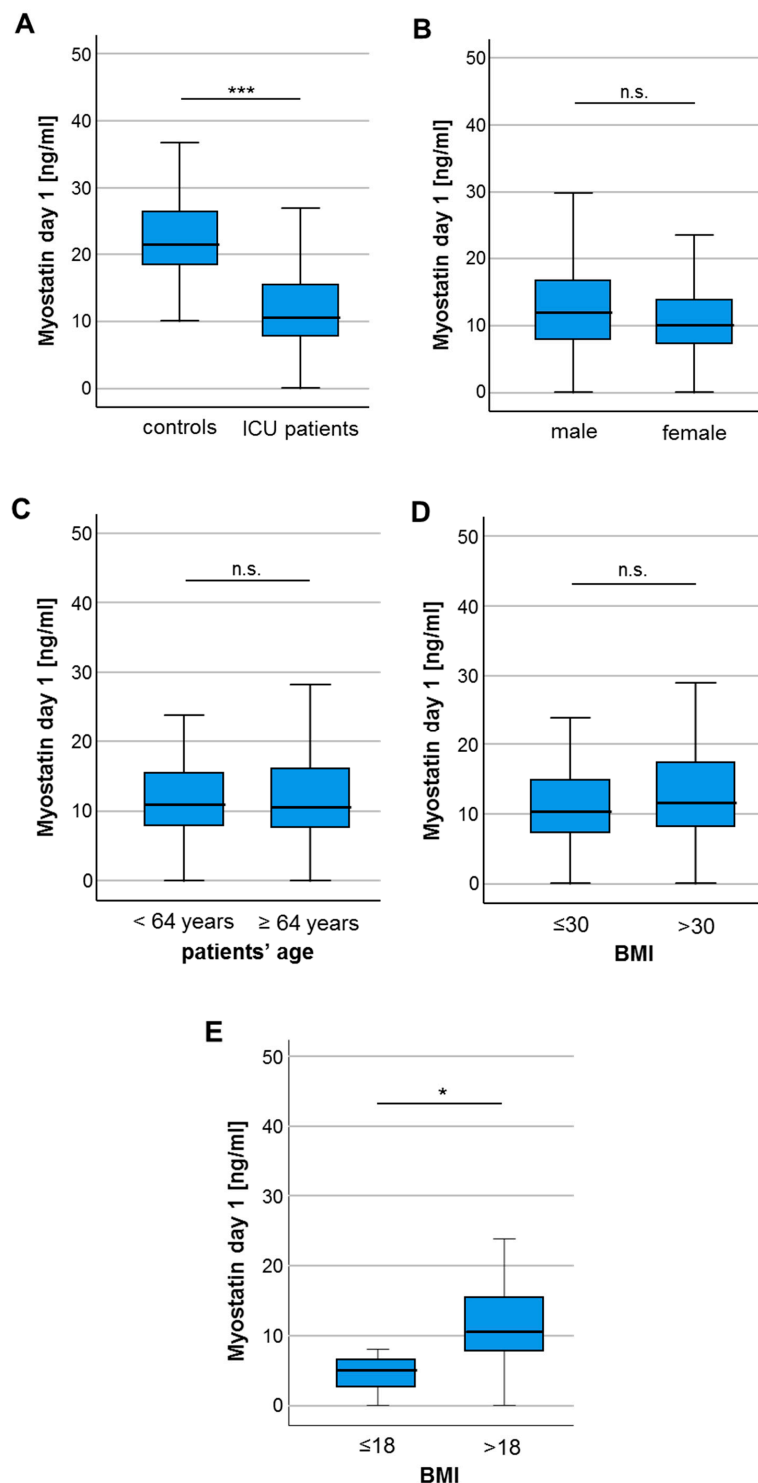 A
Myostatin day 1 [ng/ml]
50
40
30
20
10
0
***
controls ICU patients
B
Myostatin day 1 [ng/ml]
50
40
30
20
10
0
n.s.
male female
C
Myostatin day 1 [ng/ml]
50
40
30
20
10
0
n.s.
< 64 years ≥ 64 years
patients’ age
D
Myostatin day 1 [ng/ml]
50
40
30
20
10
0
n.s.
≤30 >30
BMI
E
Myostatin day 1 [ng/ml]
50
40
30
20
10
0
*
≤18 >18
BMI